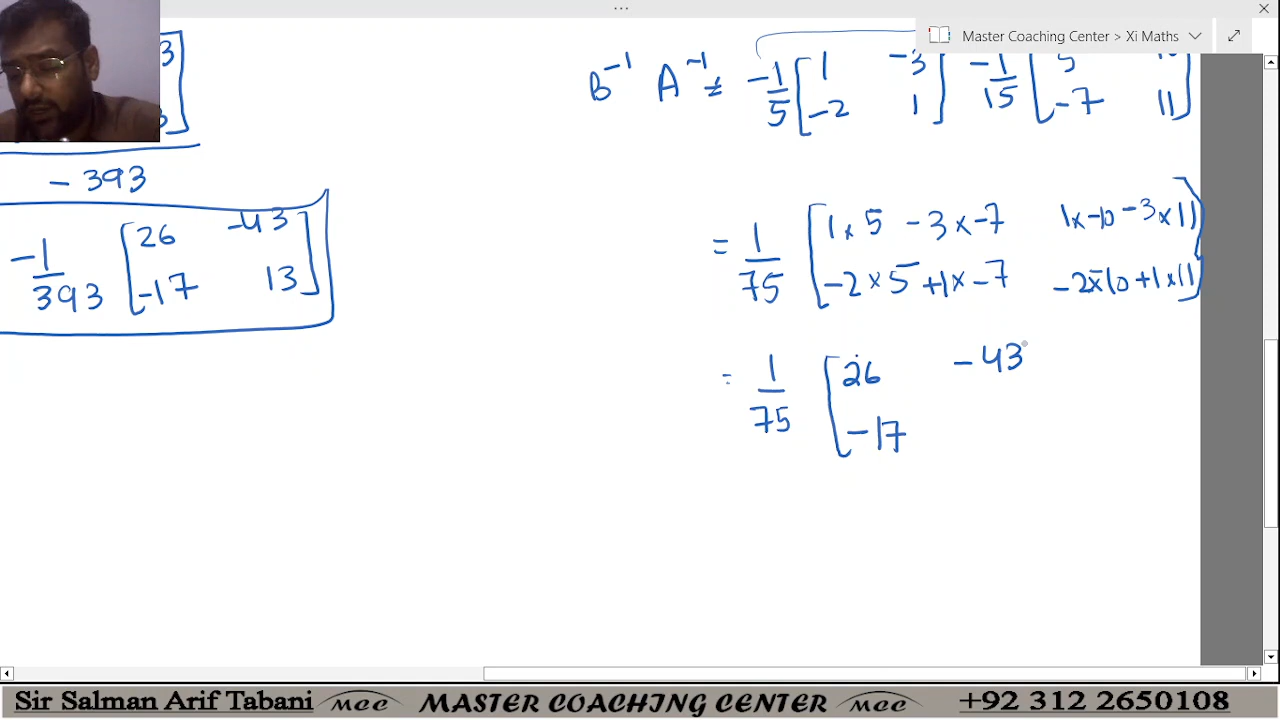 ...
Master Coaching Center > Xi Maths
B⁻¹ A⁻¹ = -1/5 [1 -3
-2 1] -1/15 [5
-7 11]
- 393
-1/393 [26 -43
-17 13]
= 1/75 [1×5 -3×-7 1×-10 -3×11
-2×5+1×-7 -2×-10+1×11]
= 1/75 [26 -43
-17
Sir Salman Arif Tabani mcc MASTER COACHING CENTER mcc +92 312 2650108